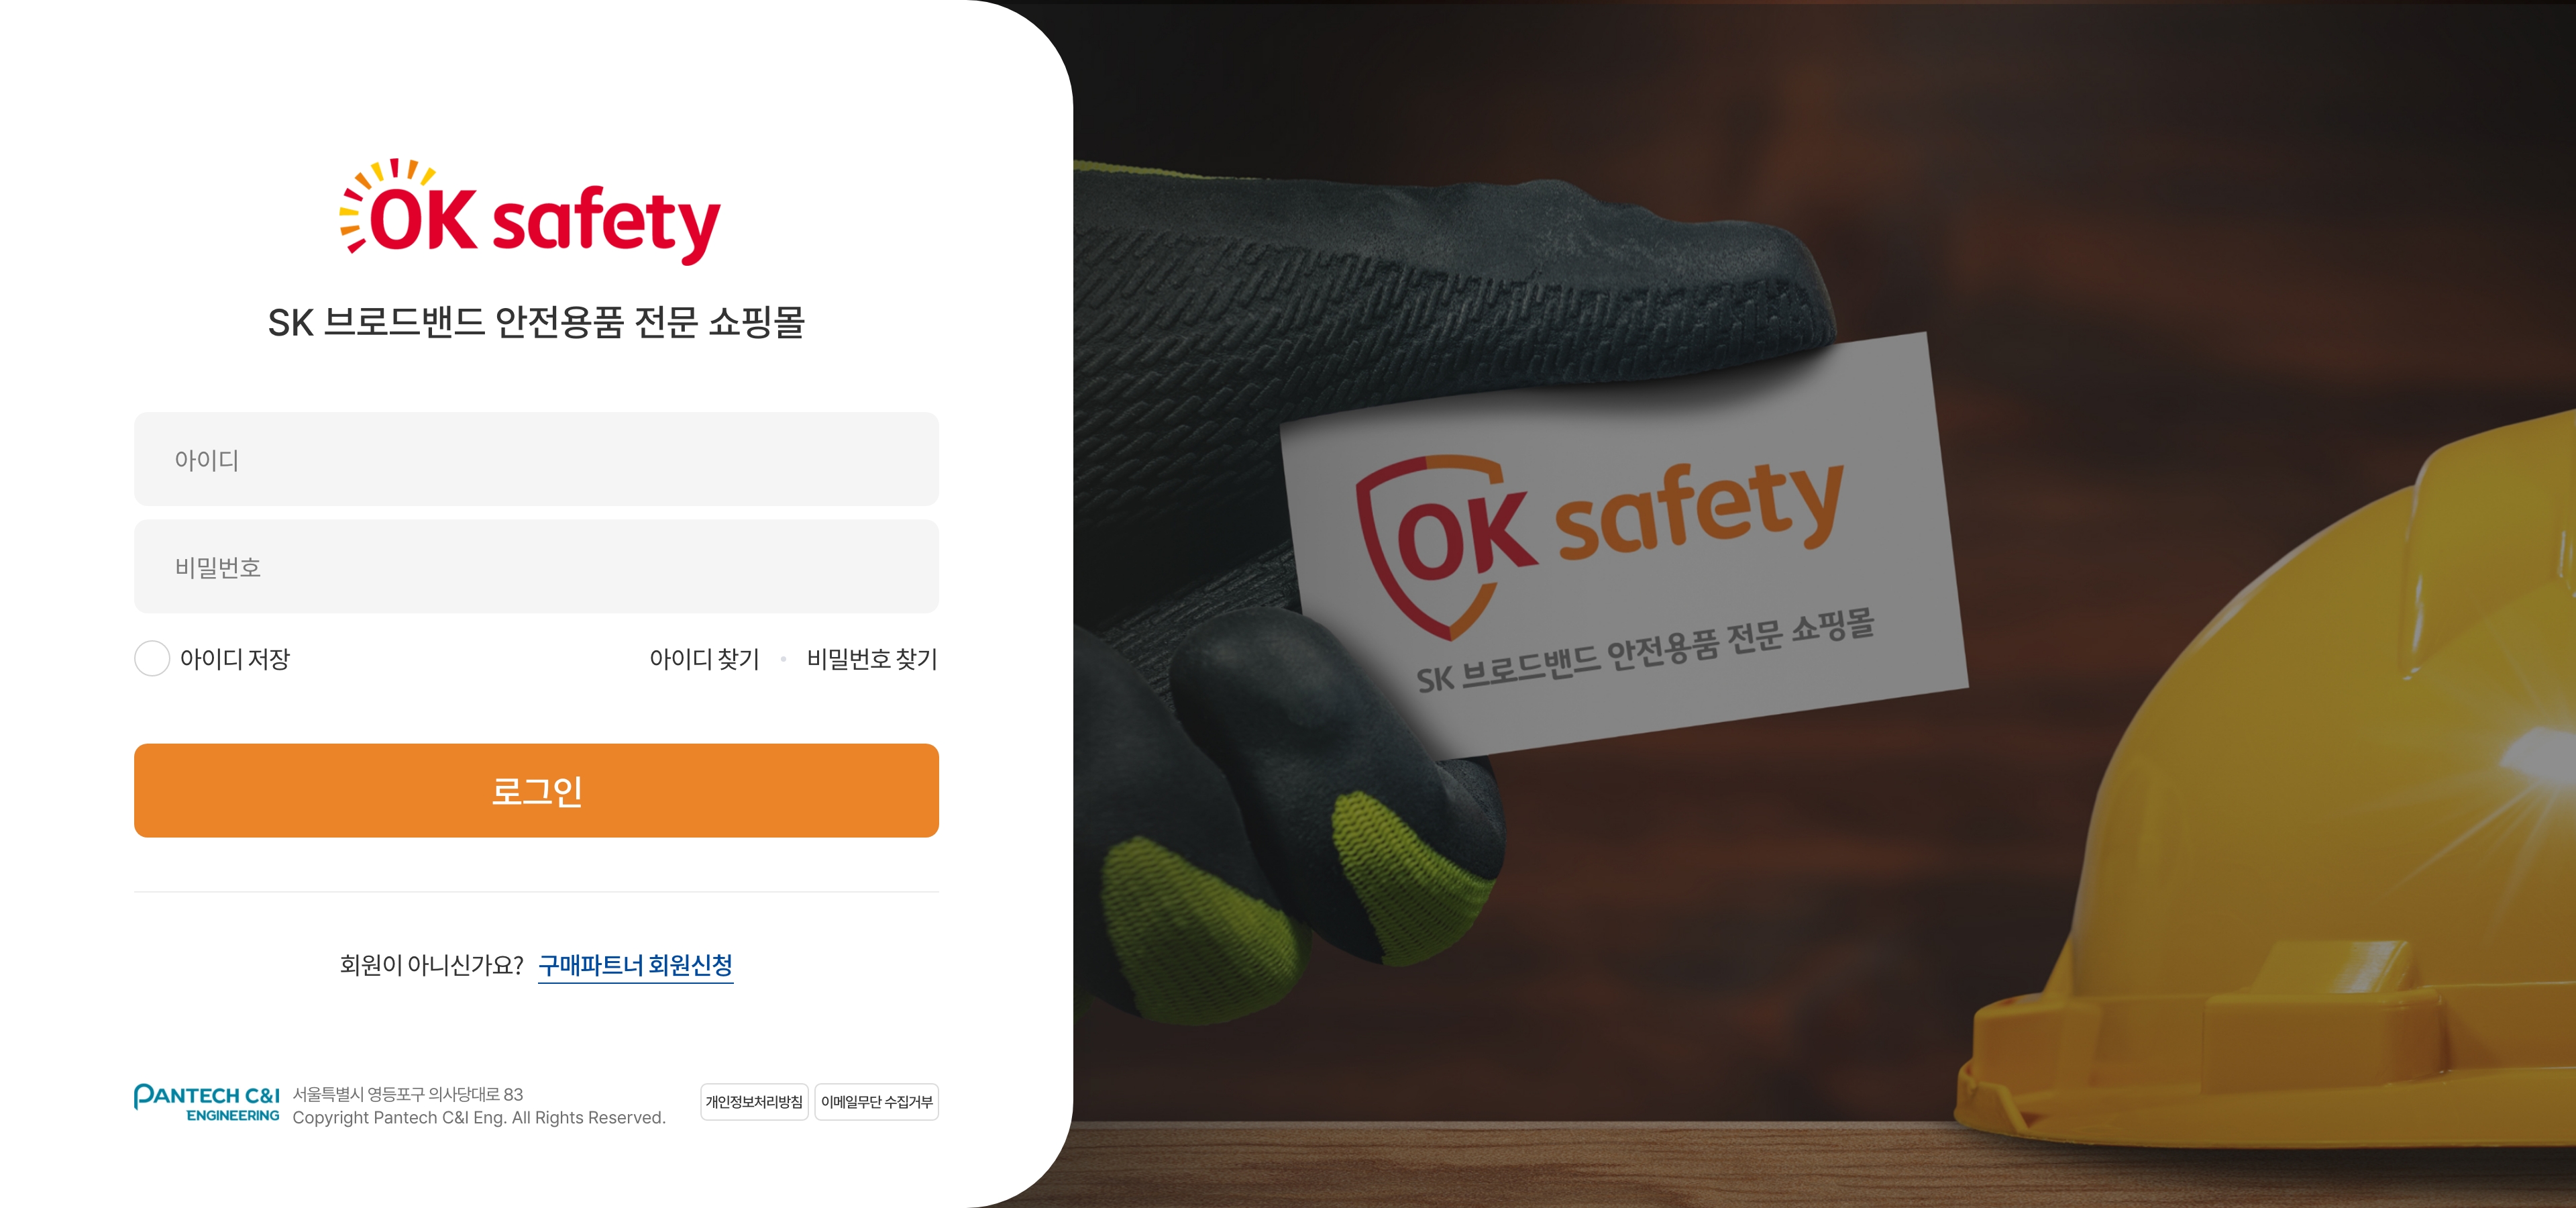 OK safety
SK 브로드밴드 안전용품 전문 쇼핑몰
아이디
비밀번호
아이디 저장
아이디 찾기 • 비밀번호 찾기
로그인
회원이 아니신가요? 구매파트너 회원신청
PANTECH C&I
ENGINEERING
서울특별시 영등포구 의사당대로 83
Copyright Pantech C&I Eng. All Rights Reserved.
개인정보처리방침 이메일무단 수집거부
OK safety
SK 브로드밴드 안전용품 전문 쇼핑몰